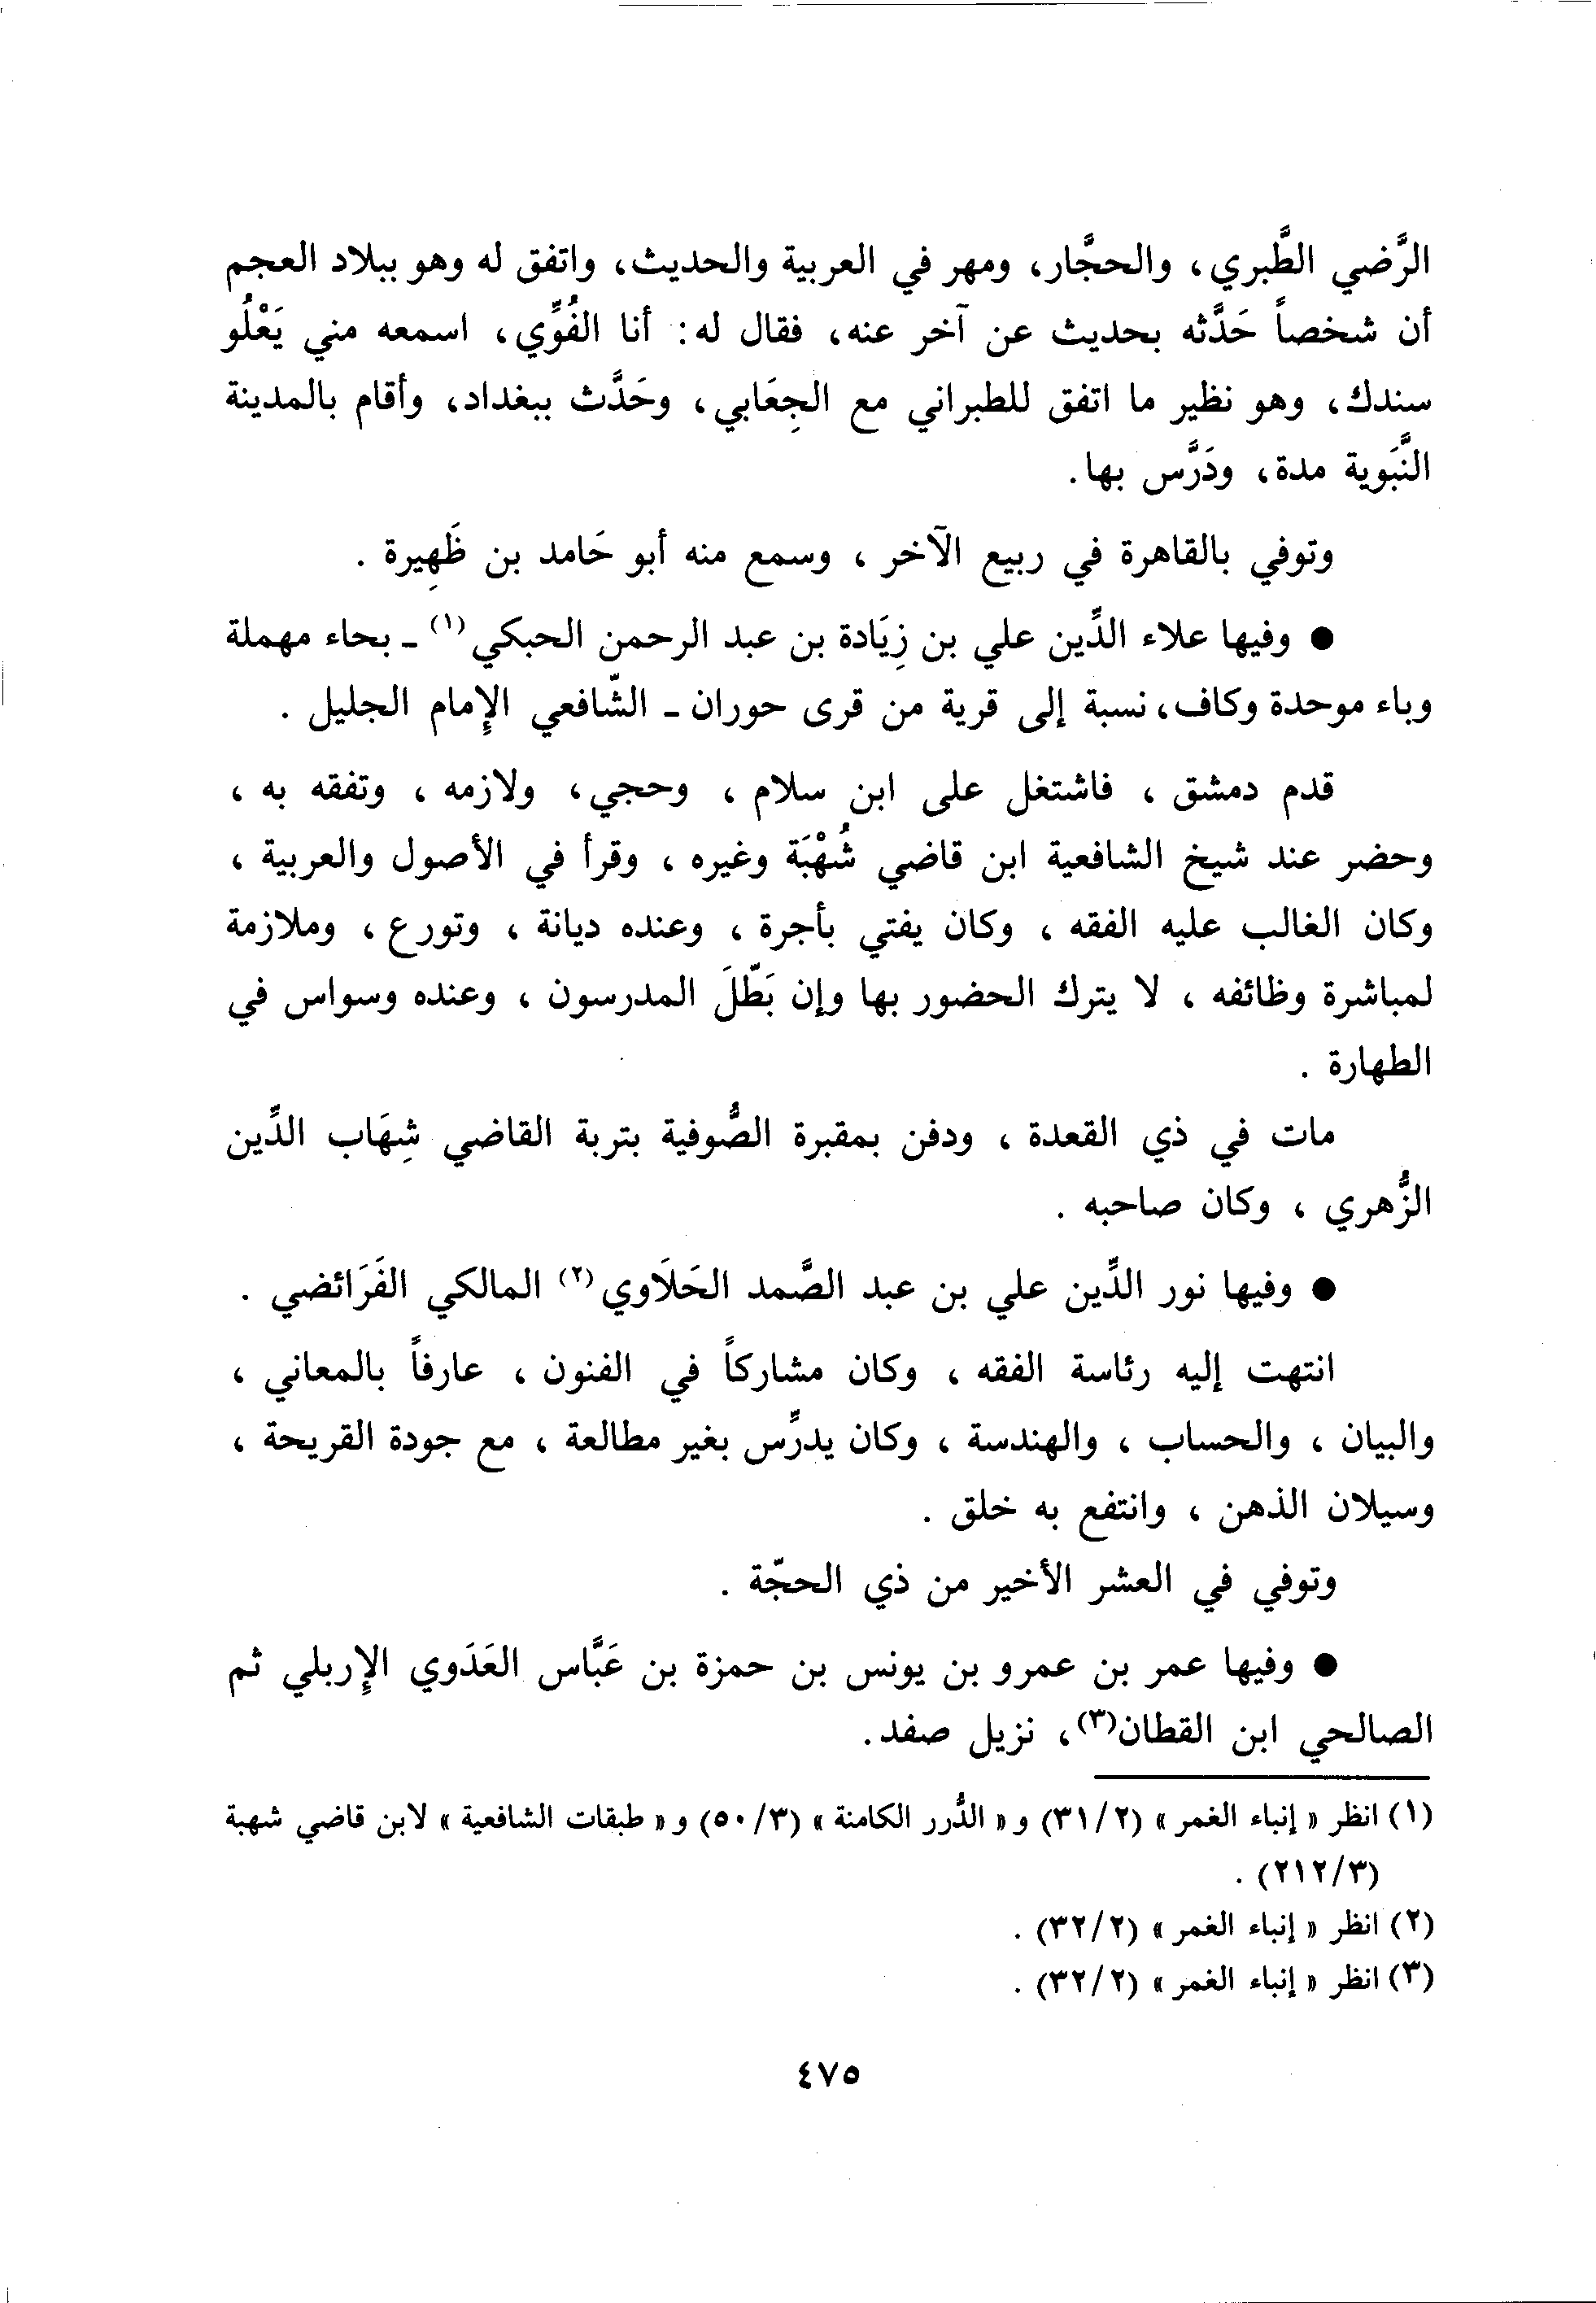 الرَّضي الطَّبري، والحجَّار، ومهر في العربية والحديث، واتفق له وهو ببلاد العجم
أن شخصاً حَدَّثه بحديث عن آخر عنه، فقال له: أنا الفُوِّي، اسمعه مني يَعْلُو
سندك، وهو نظير ما اتفق للطبراني مع الجِعَابي، وحَدَّث ببغداد، وأقام بالمدينة
النَّبَوية مدة، ودَرَّس بها.
وتوفي بالقاهرة في ربيع الآخر ، وسمع منه أبو حَامد بن ظَهِيرة .
● وفيها علاء الدِّين علي بن زِيَادة بن عبد الرحمن الحبكي (١) ـ بحاء مهملة
وباء موحدة وكاف، نسبة إلى قرية من قرى حوران ـ الشّافعي الإِمام الجليل .
قدم دمشق ، فاشتغل على ابن سلام ، وحجي، ولازمه ، وتفقه به ،
وحضر عند شيخ الشافعية ابن قاضي شُهْبَة وغيره ، وقرأ في الأصول والعربية ،
وكان الغالب عليه الفقه ، وكان يفتي بأجرة ، وعنده ديانة ، وتورع ، وملازمة
لمباشرة وظائفه ، لا يترك الحضور بها وإن بَطّلَ المدرسون ، وعنده وسواس في
الطهارة .
مات في ذي القعدة ، ودفن بمقبرة الصُّوفية بتربة القاضي شِهَاب الدِّين
الزُّهري ، وكان صاحبه .
● وفيها نور الدِّين علي بن عبد الصَّمد الحَلَاوي (٢) المالكي الفَرَائضي .
انتهت إليه رئاسة الفقه ، وكان مشاركاً في الفنون ، عارفاً بالمعاني ،
والبيان ، والحساب ، والهندسة ، وكان يدرِّس بغير مطالعة ، مع جودة القريحة ،
وسيلان الذهن ، وانتفع به خلق .
وتوفي في العشر الأخير من ذي الحجّة .
● وفيها عمر بن عمرو بن يونس بن حمزة بن عَبَّاس العَدَوي الإِربلي ثم
الصالحي ابن القطان(٣)، نزيل صفد.
(١) انظر « إنباء الغمر » (٣١/٢) و « الدُّرر الكامنة » (٥٠/٣) و « طبقات الشافعية » لابن قاضي شهبة
(٢١٢/٣) .
(٢) انظر « إنباء الغمر » (٣٢/٢) .
(٣) انظر « إنباء الغمر » (٣٢/٢) .
٤٧٥